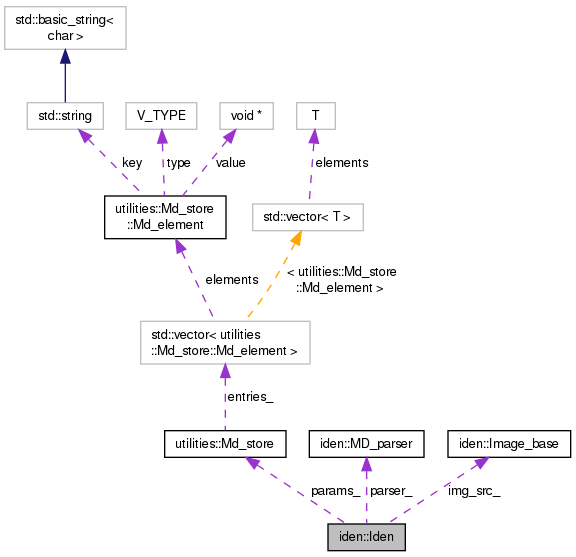 std::basic_string<
char >
std::string
V_TYPE
void *
T
key
type
value
elements
utilities::Md_store
::Md_element
std::vector< T >
elements
< utilities::Md_store
::Md_element >
std::vector< utilities
::Md_store::Md_element >
entries_
utilities::Md_store
iden::MD_parser
iden::Image_base
params_
parser_
img_src_
iden::Iden